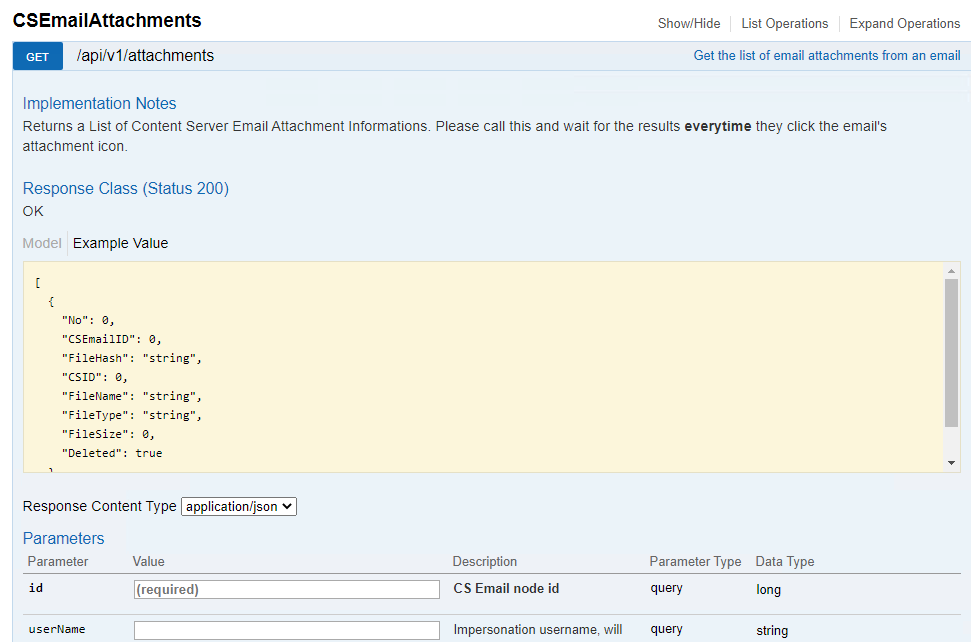 CSEmailAttachments
Show/Hide List Operations Expand Operations
GET /api/v1/attachments Get the list of email attachments from an email
Implementation Notes
Returns a List of Content Server Email Attachment Informations. Please call this and wait for the results everytime they click the email's
attachment icon.
Response Class (Status 200)
OK
Model Example Value
[
{
"No": 0,
"CSEmailID": 0,
"FileHash": "string",
"CSID": 0,
"FileName": "string",
"FileType": "string",
"FileSize": 0,
"Deleted": true
Response Content Type application/json
Parameters
Parameter Value Description Parameter Type Data Type
id (required) CS Email node id query long
userName Impersonation username, will query string